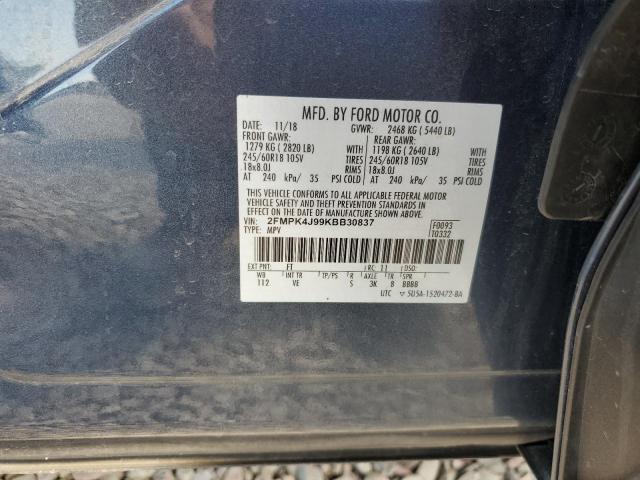 MFD. BY FORD MOTOR CO.
DATE: 11/18 GVWR: 2468 KG ( 5440 LB)
FRONT GAWR: REAR GAWR:
1279 KG ( 2820 LB) 1198 KG ( 2640 LB)
245/60R18 105V TIRES 245/60R18 105V TIRES
18x8.0J RIMS 18x8.0J RIMS
AT 240 kPa/ 35 PSI COLD AT 240 kPa/ 35 PSI COLD
THIS VEHICLE CONFORMS TO ALL APPLICABLE FEDERAL MOTOR
VEHICLE SAFETY AND THEFT PREVENTION STANDARDS IN
EFFECT ON THE DATE OF MANUFACTURE SHOWN ABOVE.
VIN: 2FMPK4J99KBB30837 F0093
TYPE: MPV T0332
EXT PNT: FT RC: 11 DSO:
WB INT TR TP/PS R AXLE TR SPR
112 VE S 3K 8 BBBB
UTC ▽ 5U5A-1520472-BA